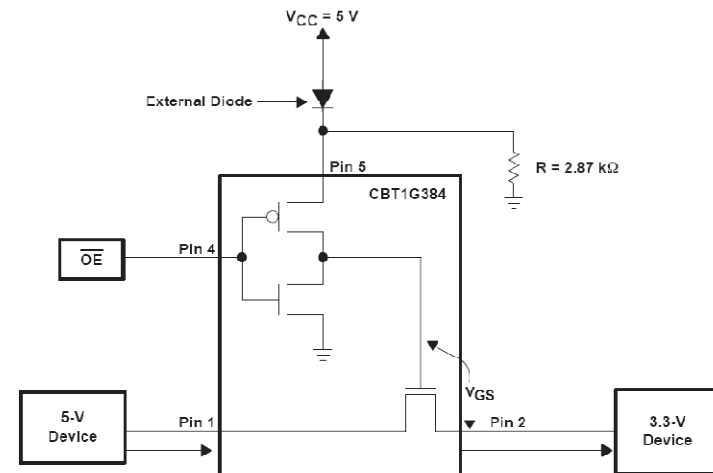 VCC = 5 V
External Diode
Pin 5
R = 2.87 kΩ
CBT1G384
OE
Pin 4
VGS
5-V
Device
Pin 1
Pin 2
3.3-V
Device